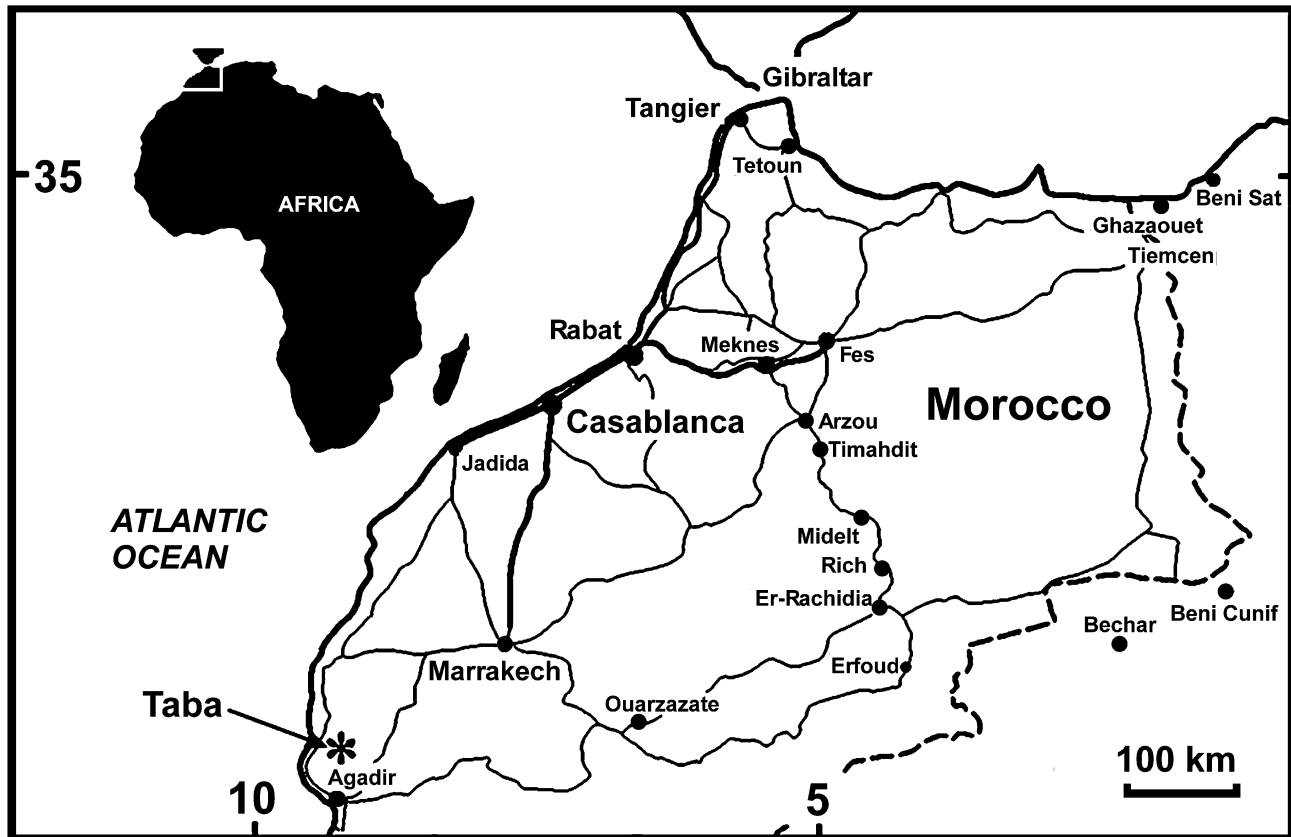 Gibraltar
Tangier
Tetoun
35
Beni Sat
Ghazaouet
Tiemcen
AFRICA
Rabat
Meknes
Fes
Casablanca
Morocco
Arzou
Timahdit
Jadida
ATLANTIC
OCEAN
Midelt
Rich
Er-Rachidia
Beni Cunif
Bechar
Marrakech
Erfoud
Taba
Ouarzazate
100 km
Agadir
10
5